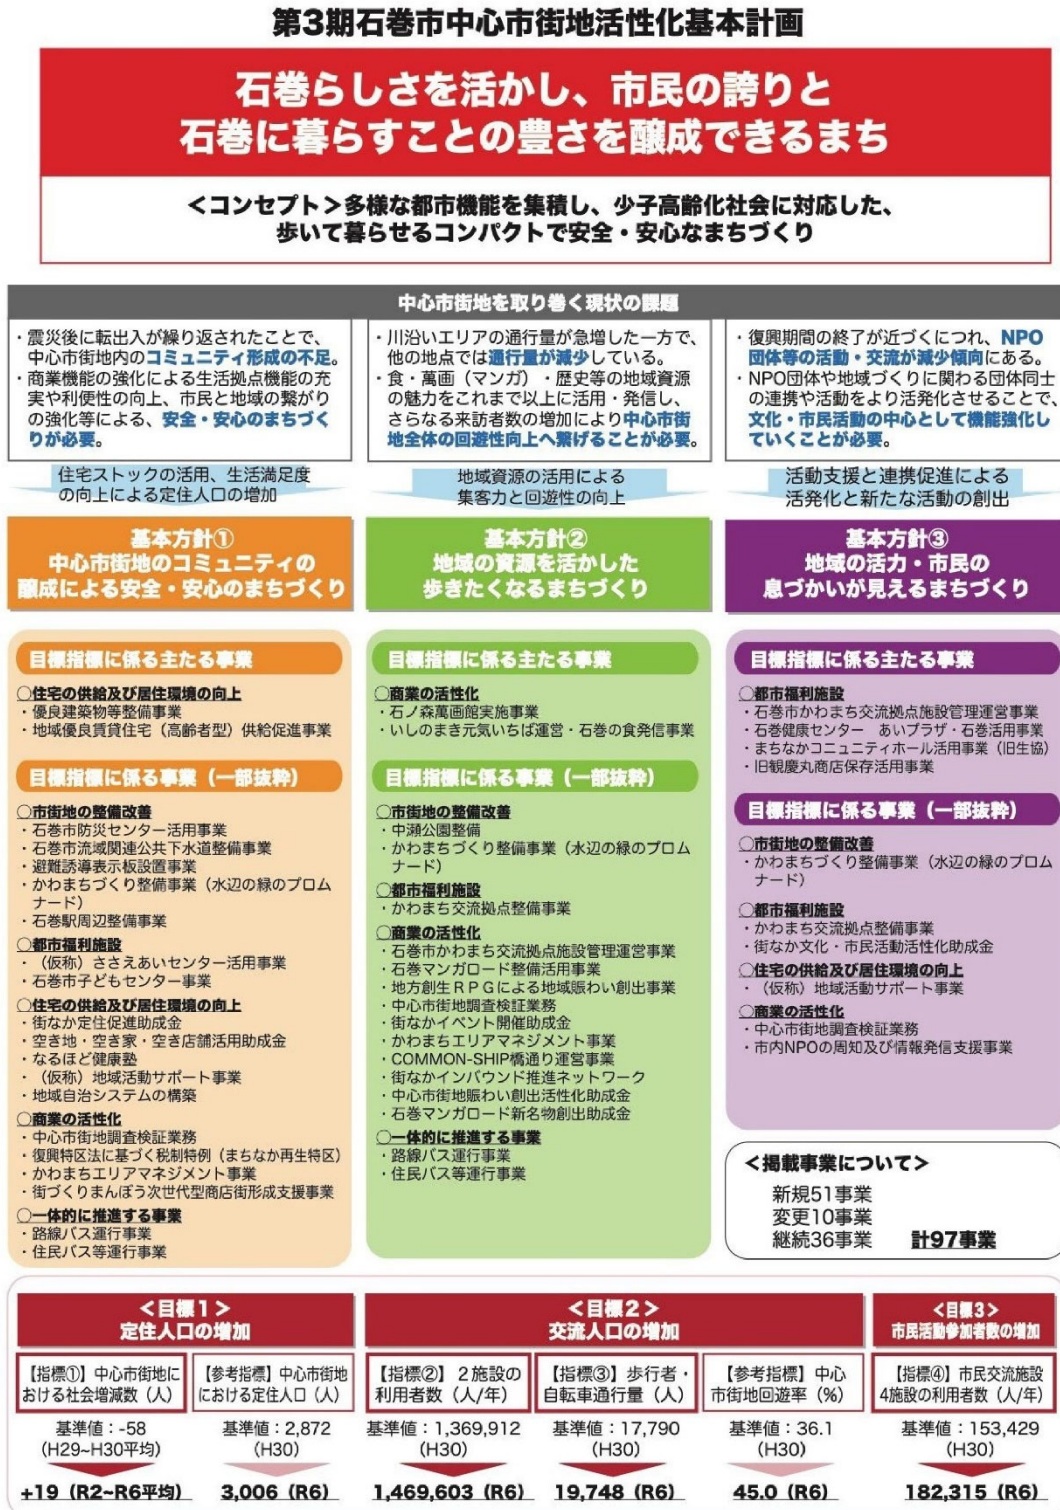 第3期石巻市中心市街地活性化基本計画
石巻らしさを活かし、市民の誇りと
石巻に暮らすことの豊さを醸成できるまち
＜コンセプト＞多様な都市機能を集積し、少子高齢化社会に対応した、
歩いて暮らせるコンパクトで安全・安心なまちづくり
中心市街地を取り巻く現状の課題
・震災後に転出入が繰り返されたことで、
中心市街地内のコミュニティ形成の不足。
・商業機能の強化による生活拠点機能の充
実や利便性の向上、市民と地域の繋がり
の強化等による、安全・安心のまちづく
りが必要。
住宅ストックの活用、生活満足度
の向上による定住人口の増加
基本方針①
中心市街地のコミュニティの
醸成による安全・安心のまちづくり
目標指標に係る主たる事業
○住宅の供給及び居住環境の向上
・優良建築物等整備事業
・地域優良賃貸住宅（高齢者型）供給促進事業
目標指標に係る事業（一部抜粋）
○市街地の整備改善
・石巻市防災センター活用事業
・石巻市流域関連公共下水道整備事業
・避難誘導表示板設置事業
・かわまちづくり整備事業（水辺の緑のプロム
ナード）
・石巻駅周辺整備事業
○都市福祉施設
・（仮称）ささえあいセンター活用事業
・石巻市子どもセンター事業
○住宅の供給及び居住環境の向上
・街なか定住促進助成金
・空き地・空き家・空き店舗活用助成金
・なるほど健康塾
・（仮称）地域活動サポート事業
・地域自治システムの構築
○商業の活性化
・中心市街地調査検証業務
・復興特区法に基づく税制特例（まちなか再生特区）
・かわまちエリアマネジメント事業
・街づくりまんぼう次世代型商店街形成支援事業
○一体的に推進する事業
・路線バス運行事業
・住民バス等運行事業
・川沿いエリアの通行量が急増した一方で、
他の地点では通行量が減少している。
・食・萬画（マンガ）・歴史等の地域資源
の魅力をこれまで以上に活用・発信し、
さらなる来訪者数の増加により中心市街
地全体の回遊性向上へ繋げることが必要。
地域資源の活用による
集客力と回遊性の向上
基本方針②
地域の資源を活かした
歩きたくなるまちづくり
目標指標に係る主たる事業
○商業の活性化
・石ノ森萬画館実施事業
・いしのまき元気いちば運営・石巻の食発信事業
目標指標に係る事業（一部抜粋）
○市街地の整備改善
・中瀬公園整備
・かわまちづくり整備事業（水辺の緑のプロム
ナード）
○都市福利施設
・かわまち交流拠点整備事業
○商業の活性化
・石巻市かわまち交流拠点施設管理運営事業
・石巻マンガロード整備活用事業
・地方創生ＲＰＧによる地域賑わい創出事業
・中心市街地調査検証業務
・街なかイベント開催助成金
・かわまちエリアマネジメント事業
・COMMON-SHIP橋通り運営事業
・街なかインバウンド推進ネットワーク
・中心市街地賑わい創出活性化助成金
・石巻マンガロード新名物創出助成金
○一体的に推進する事業
・路線バス運行事業
・住民バス等運行事業
・復興期間の終了が近づくにつれ、NPO
団体等の活動・交流が減少傾向にある。
・NPO団体や地域づくりに関わる団体同士
の連携や活動をより活発化させることで、
文化・市民活動の中心として機能強化し
ていくことが必要。
活動支援と連携促進による
活発化と新たな活動の創出
基本方針③
地域の活力・市民の
息づかいが見えるまちづくり
目標指標に係る主たる事業
○都市福利施設
・石巻市かわまち交流拠点施設管理運営事業
・石巻健康センター　あいプラザ・石巻活用事業
・まちなかコミュニティホール活用事業（旧生協）
・旧観慶丸商店保存活用事業
目標指標に係る事業（一部抜粋）
○市街地の整備改善
・かわまちづくり整備事業（水辺の緑のプロム
ナード）
○都市福利施設
・かわまち交流拠点整備事業
・街なか文化・市民活動活性化助成金
○住宅の供給及び居住環境の向上
・（仮称）地域活動サポート事業
○商業の活性化
・中心市街地調査検証業務
・市内NPOの周知及び情報発信支援事業
＜掲載事業について＞
新規51事業
変更10事業
継続36事業　計97事業
＜目標１＞
定住人口の増加
【指標①】中心市街地に
おける社会増減数（人）
基準値：-58
（H29~H30平均）
+19（R2~R6平均）
【参考指標】中心市街地
における定住人口（人）
基準値：2,872
（H30）
3,006（R6）
＜目標２＞
交流人口の増加
【指標②】２施設の
利用者数（人/年）
基準値：1,369,912
（H30）
1,469,603（R6）
【指標③】歩行者・
自転車通行量（人）
基準値：17,790
（H30）
19,748（R6）
【参考指標】中心
市街地回遊率（%）
基準値：36.1
（H30）
45.0（R6）
＜目標３＞
市民活動参加者数の増加
【指標④】市民交流施設
4施設の利用者数（人/年）
基準値：153,429
（H30）
182,315（R6）